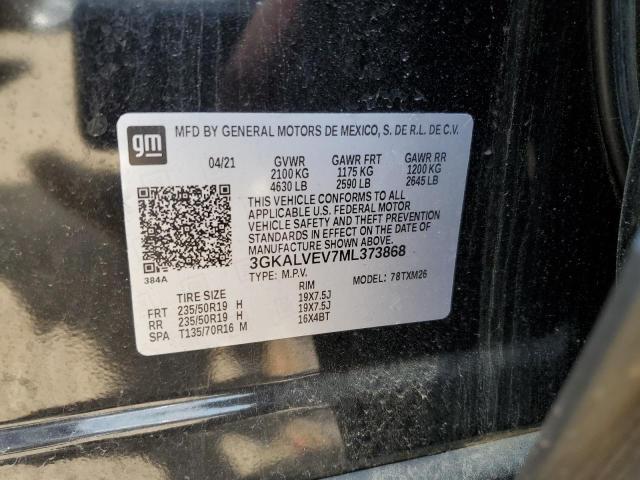 gm
MFD BY GENERAL MOTORS DE MEXICO, S. DE R.L. DE C.V.
04/21 GVWR GAWR FRT GAWR RR
2100 KG 1175 KG 1200 KG
4630 LB 2590 LB 2645 LB
THIS VEHICLE CONFORMS TO ALL
APPLICABLE U.S. FEDERAL MOTOR
VEHICLE SAFETY AND THEFT PREVENTION
STANDARDS IN EFFECT ON THE DATE OF
MANUFACTURE SHOWN ABOVE.
3GKALVEV7ML373868
384A
TYPE: M.P.V. MODEL: 78TXM26
TIRE SIZE RIM
FRT 235/50R19 H 19X7.5J
RR 235/50R19 H 19X7.5J
SPA T135/70R16 M 16X4BT